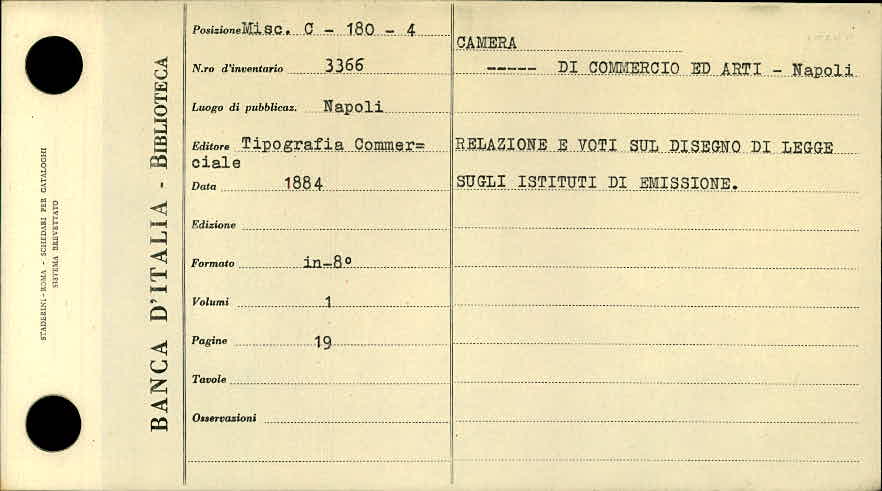 STADERINI - ROMA - SCHEDARI PER CATALOGHI
SISTEMA BREVETTATO
BANCA D'ITALIA - BIBLIOTECA
Posizione Misc. C - 180 - 4
N.ro d'inventario 3366
Luogo di pubblicaz. Napoli
Editore Tipografia Commer=
ciale
Data 1884
Edizione
Formato in-8°
Volumi 1
Pagine 19
Tavole
Osservazioni
CAMERA
----- DI COMMERCIO ED ARTI - Napoli
RELAZIONE E VOTI SUL DISEGNO DI LEGGE
SUGLI ISTITUTI DI EMISSIONE.